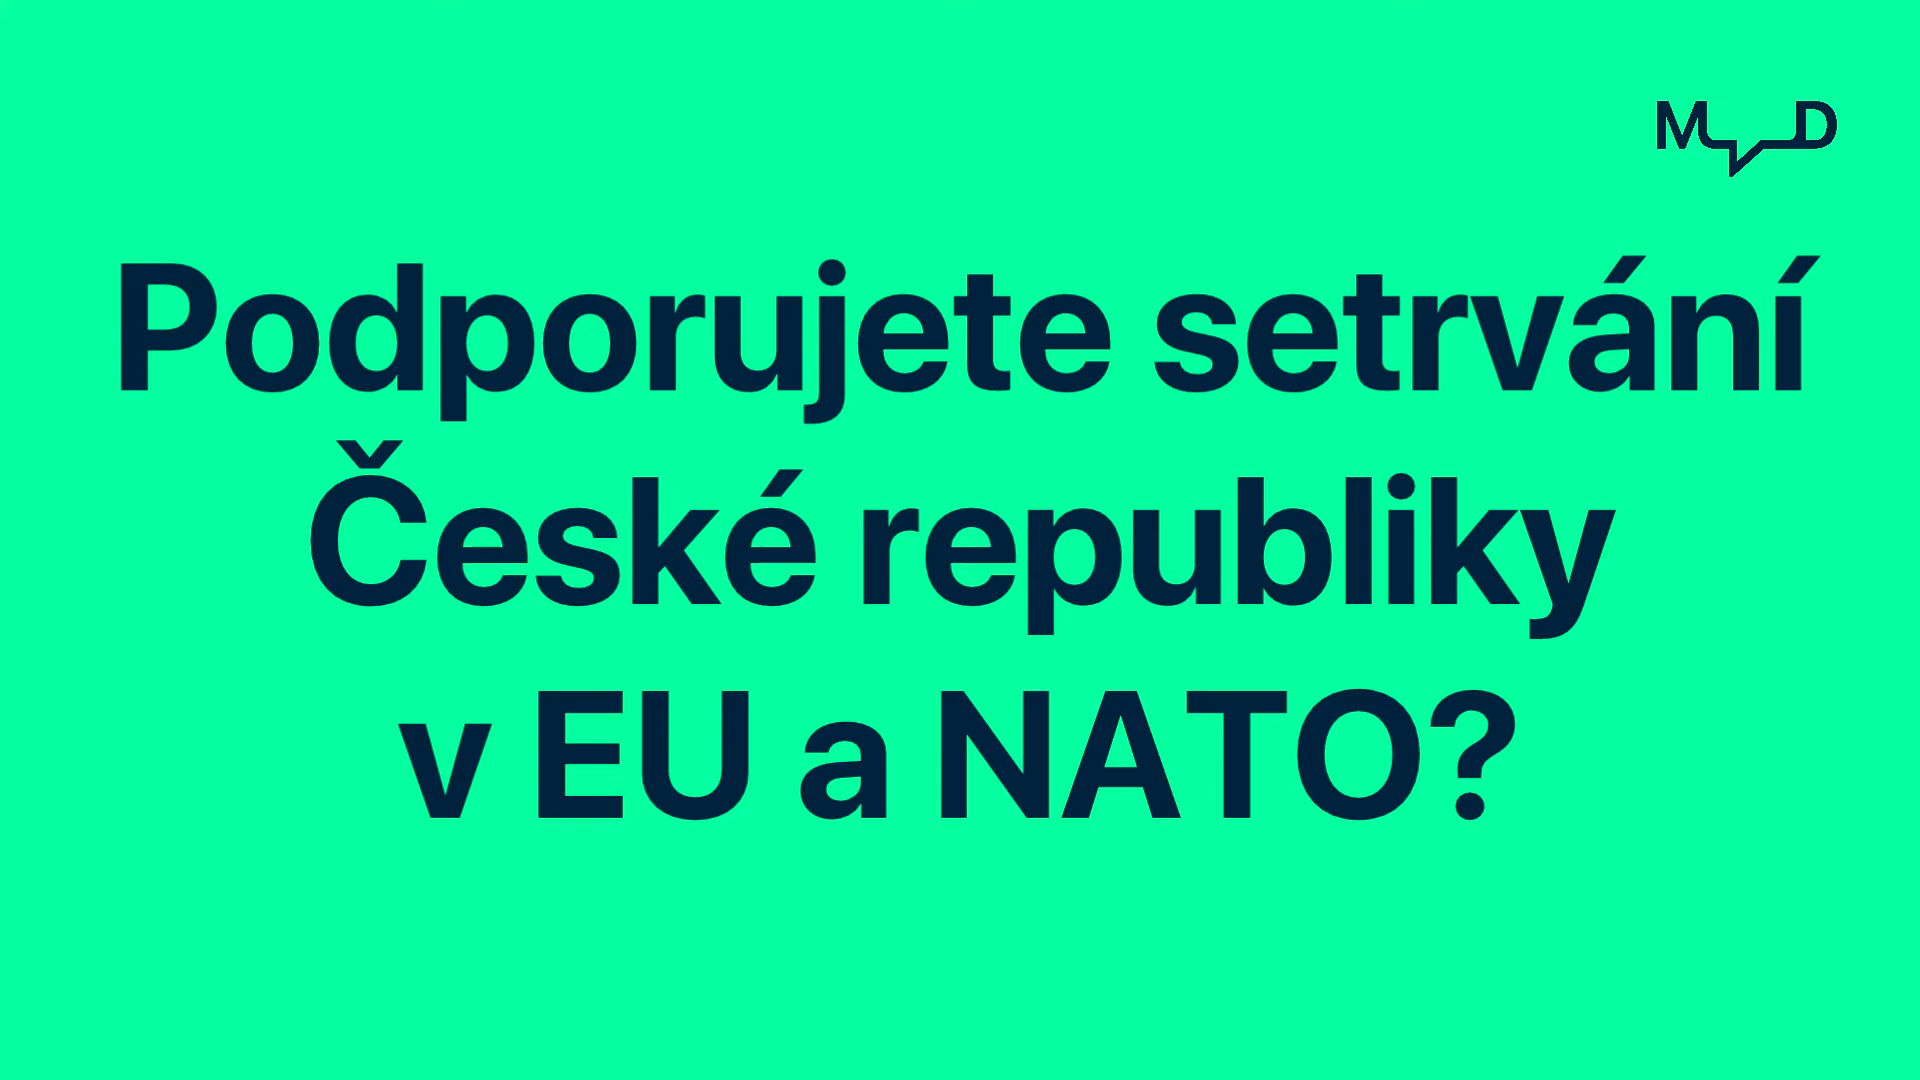 M D
Podporujete setrvání
České republiky
v EU a NATO?